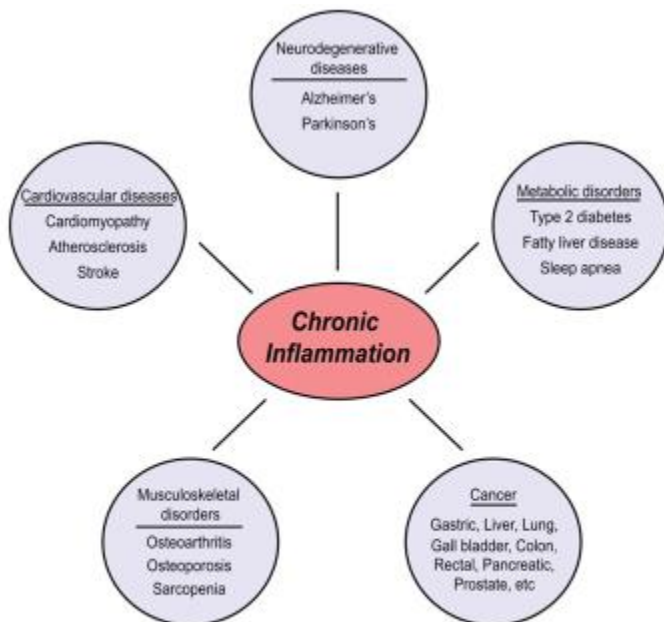 Neurodegenerative
diseases
Alzheimer's
Parkinson's
Cardiovascular diseases
Cardiomyopathy
Atherosclerosis
Stroke
Metabolic disorders
Type 2 diabetes
Fatty liver disease
Sleep apnea
Chronic
Inflammation
Musculoskeletal
disorders
Osteoarthritis
Osteoporosis
Sarcopenia
Cancer
Gastric, Liver, Lung,
Gall bladder, Colon,
Rectal, Pancreatic,
Prostate, etc